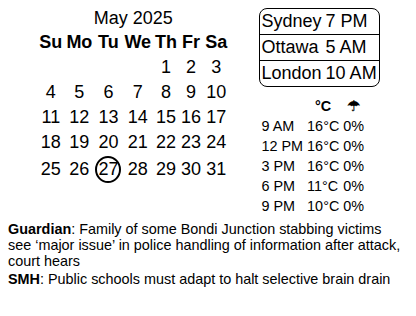 May 2025
Su Mo Tu We Th Fr Sa
1 2 3
4 5 6 7 8 9 10
11 12 13 14 15 16 17
18 19 20 21 22 23 24
25 26 27 28 29 30 31
Sydney 7 PM
Ottawa 5 AM
London 10 AM
°C ☂
9 AM 16°C 0%
12 PM 16°C 0%
3 PM 16°C 0%
6 PM 11°C 0%
9 PM 10°C 0%
Guardian: Family of some Bondi Junction stabbing victims
see ‘major issue’ in police handling of information after attack,
court hears
SMH: Public schools must adapt to halt selective brain drain